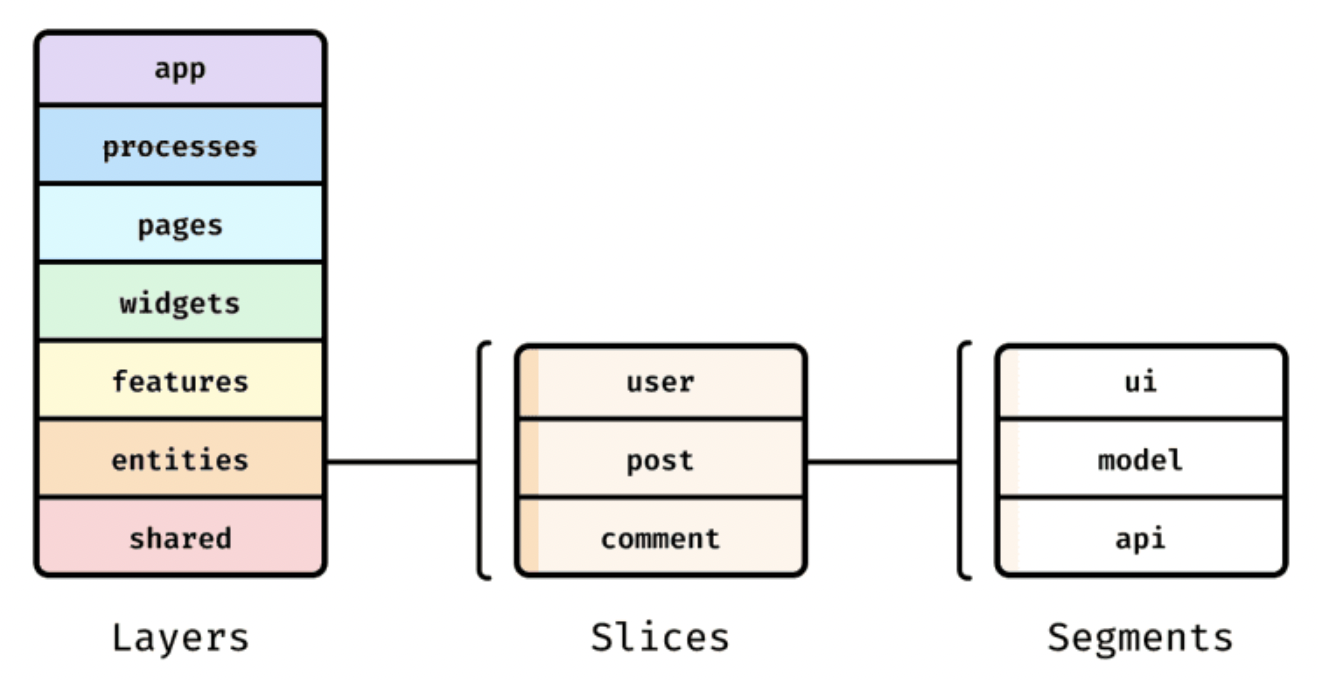 app
processes
pages
widgets
features
entities
shared
Layers
user
post
comment
Slices
ui
model
api
Segments